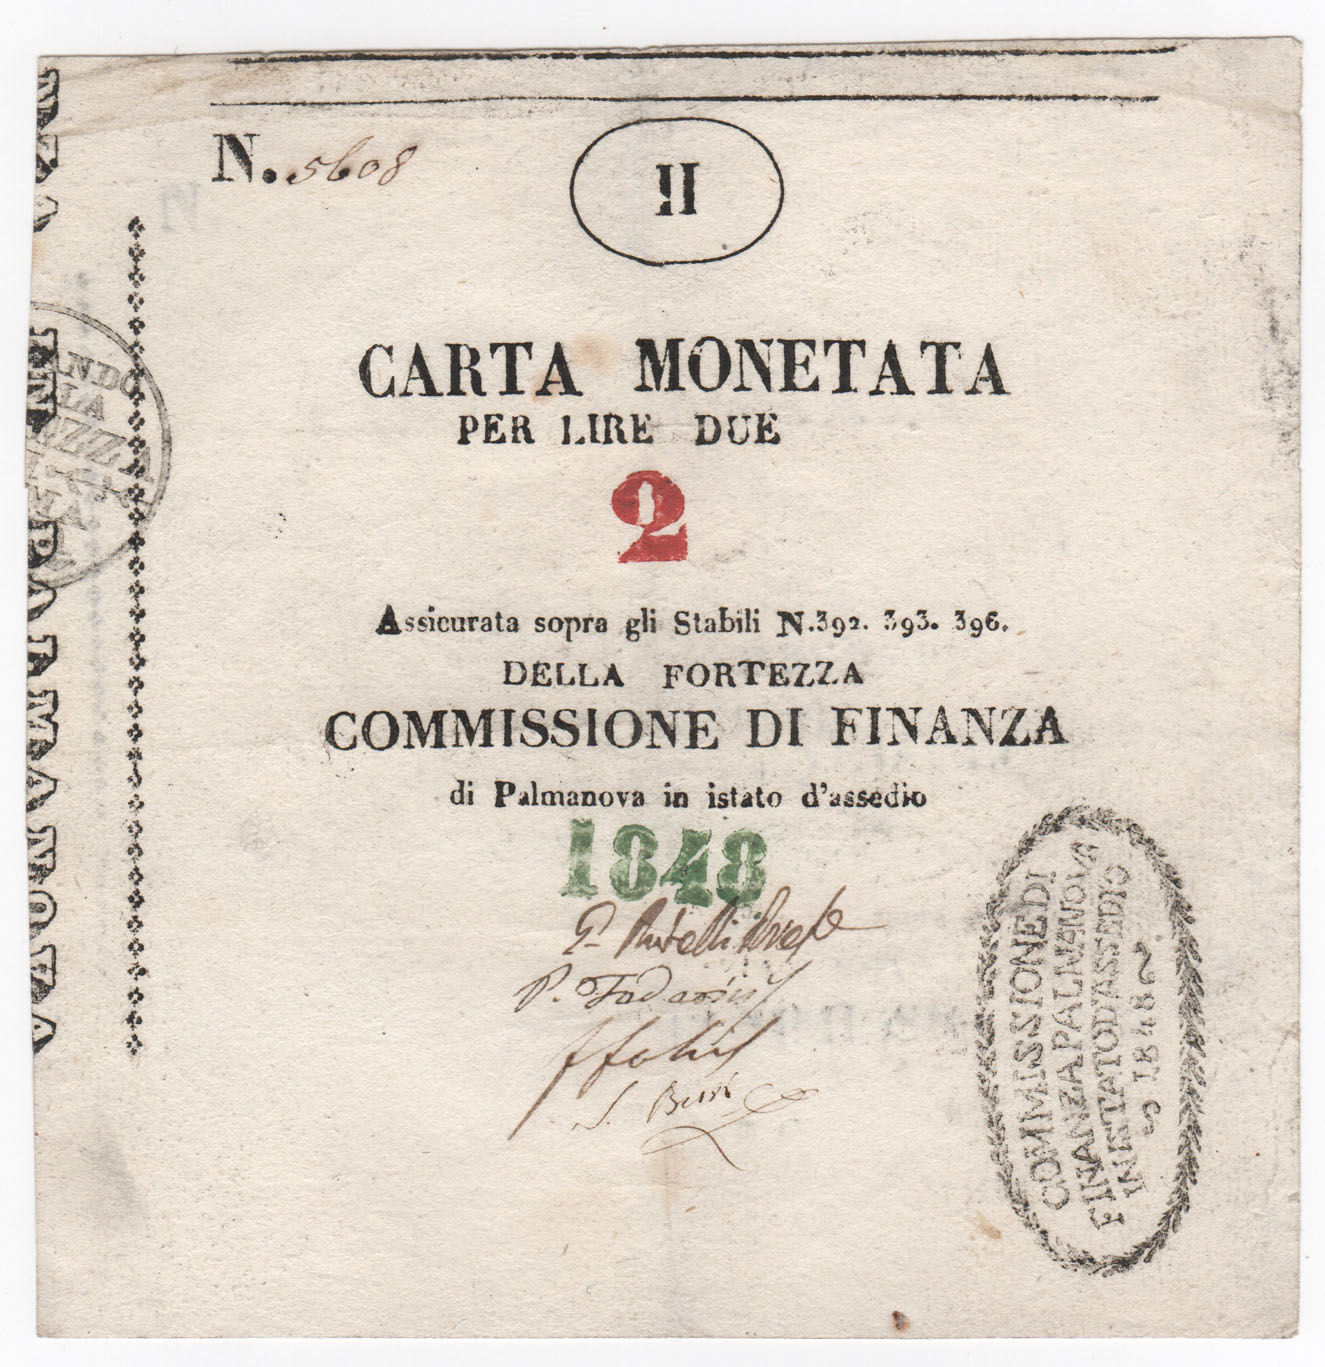 N. 5608
II
CARTA MONETATA
PER LIRE DUE
2
Assicurata sopra gli Stabili N.392. 393. 396.
DELLA FORTEZZA
COMMISSIONE DI FINANZA
di Palmanova in istato d'assedio
1848
COMMISSIONE DI
FINANZA PALMANOVA
IN ISTATO D'ASSEDIO
1848
PALMANOVA